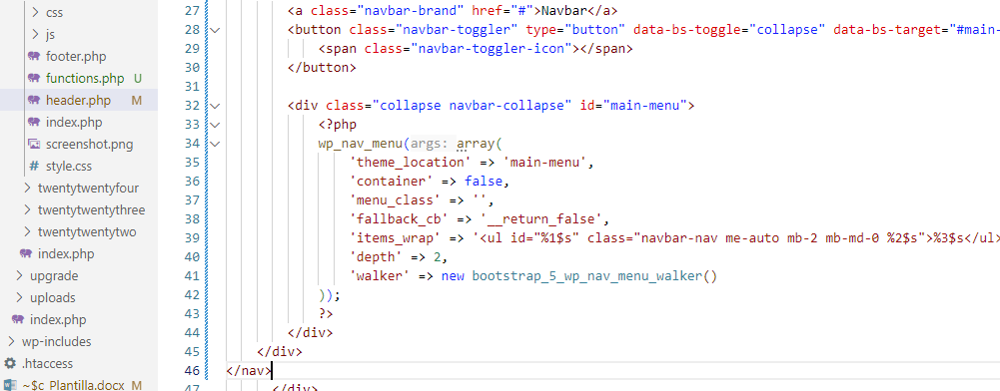 css
js
footer.php
functions.php U
header.php M
index.php
screenshot.png
# style.css
twentytwentyfour
twentytwentythree
twentytwentytwo
index.php
upgrade
uploads
index.php
wp-includes
.htaccess
~$c Plantilla.docx M
27 <a class="navbar-brand" href="#">Navbar</a>
28 <button class="navbar-toggler" type="button" data-bs-toggle="collapse" data-bs-target="#main-
29 <span class="navbar-toggler-icon"></span>
30 </button>
31
32 <div class="collapse navbar-collapse" id="main-menu">
33 <?php
34 wp_nav_menu(args: array(
35 'theme_location' => 'main-menu',
36 'container' => false,
37 'menu_class' => '',
38 'fallback_cb' => '__return_false',
39 'items_wrap' => '<ul id="%1$s" class="navbar-nav me-auto mb-2 mb-md-0 %2$s">%3$s</ul>
40 'depth' => 2,
41 'walker' => new bootstrap_5_wp_nav_menu_walker()
42 ));
43 ?>
44 </div>
45 </div>
46 </nav>
47 </div>